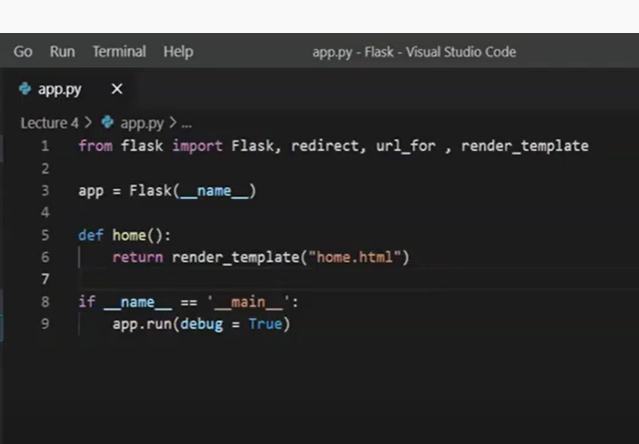 Go Run Terminal Help app.py - Flask - Visual Studio Code
app.py ×
Lecture 4 > app.py > ...
1 from flask import Flask, redirect, url_for , render_template
2
3 app = Flask(__name__)
4
5 def home():
6     return render_template("home.html")
7
8 if __name__ == '__main__':
9     app.run(debug = True)